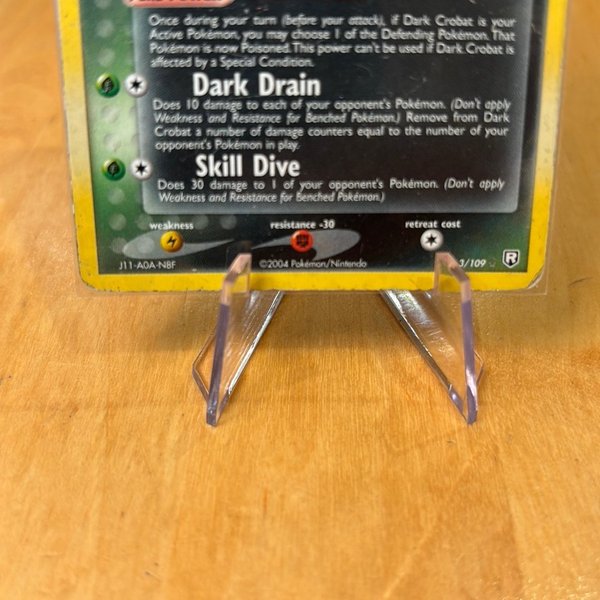 Once during your turn (before your attack), if Dark Crobat is your
Active Pokémon, you may choose 1 of the Defending Pokémon. That
Pokémon is now Poisoned. This power can't be used if Dark Crobat is
affected by a Special Condition.
Dark Drain
Does 10 damage to each of your opponent's Pokémon. (Don't apply
Weakness and Resistance for Benched Pokémon.) Remove from Dark
Crobat a number of damage counters equal to the number of your
opponent's Pokémon in play.
Skill Dive
Does 30 damage to 1 of your opponent's Pokémon. (Don't apply
Weakness and Resistance for Benched Pokémon.)
weakness resistance -30 retreat cost
J11-A0A-NBF ©2004 Pokémon/Nintendo 3/109 R